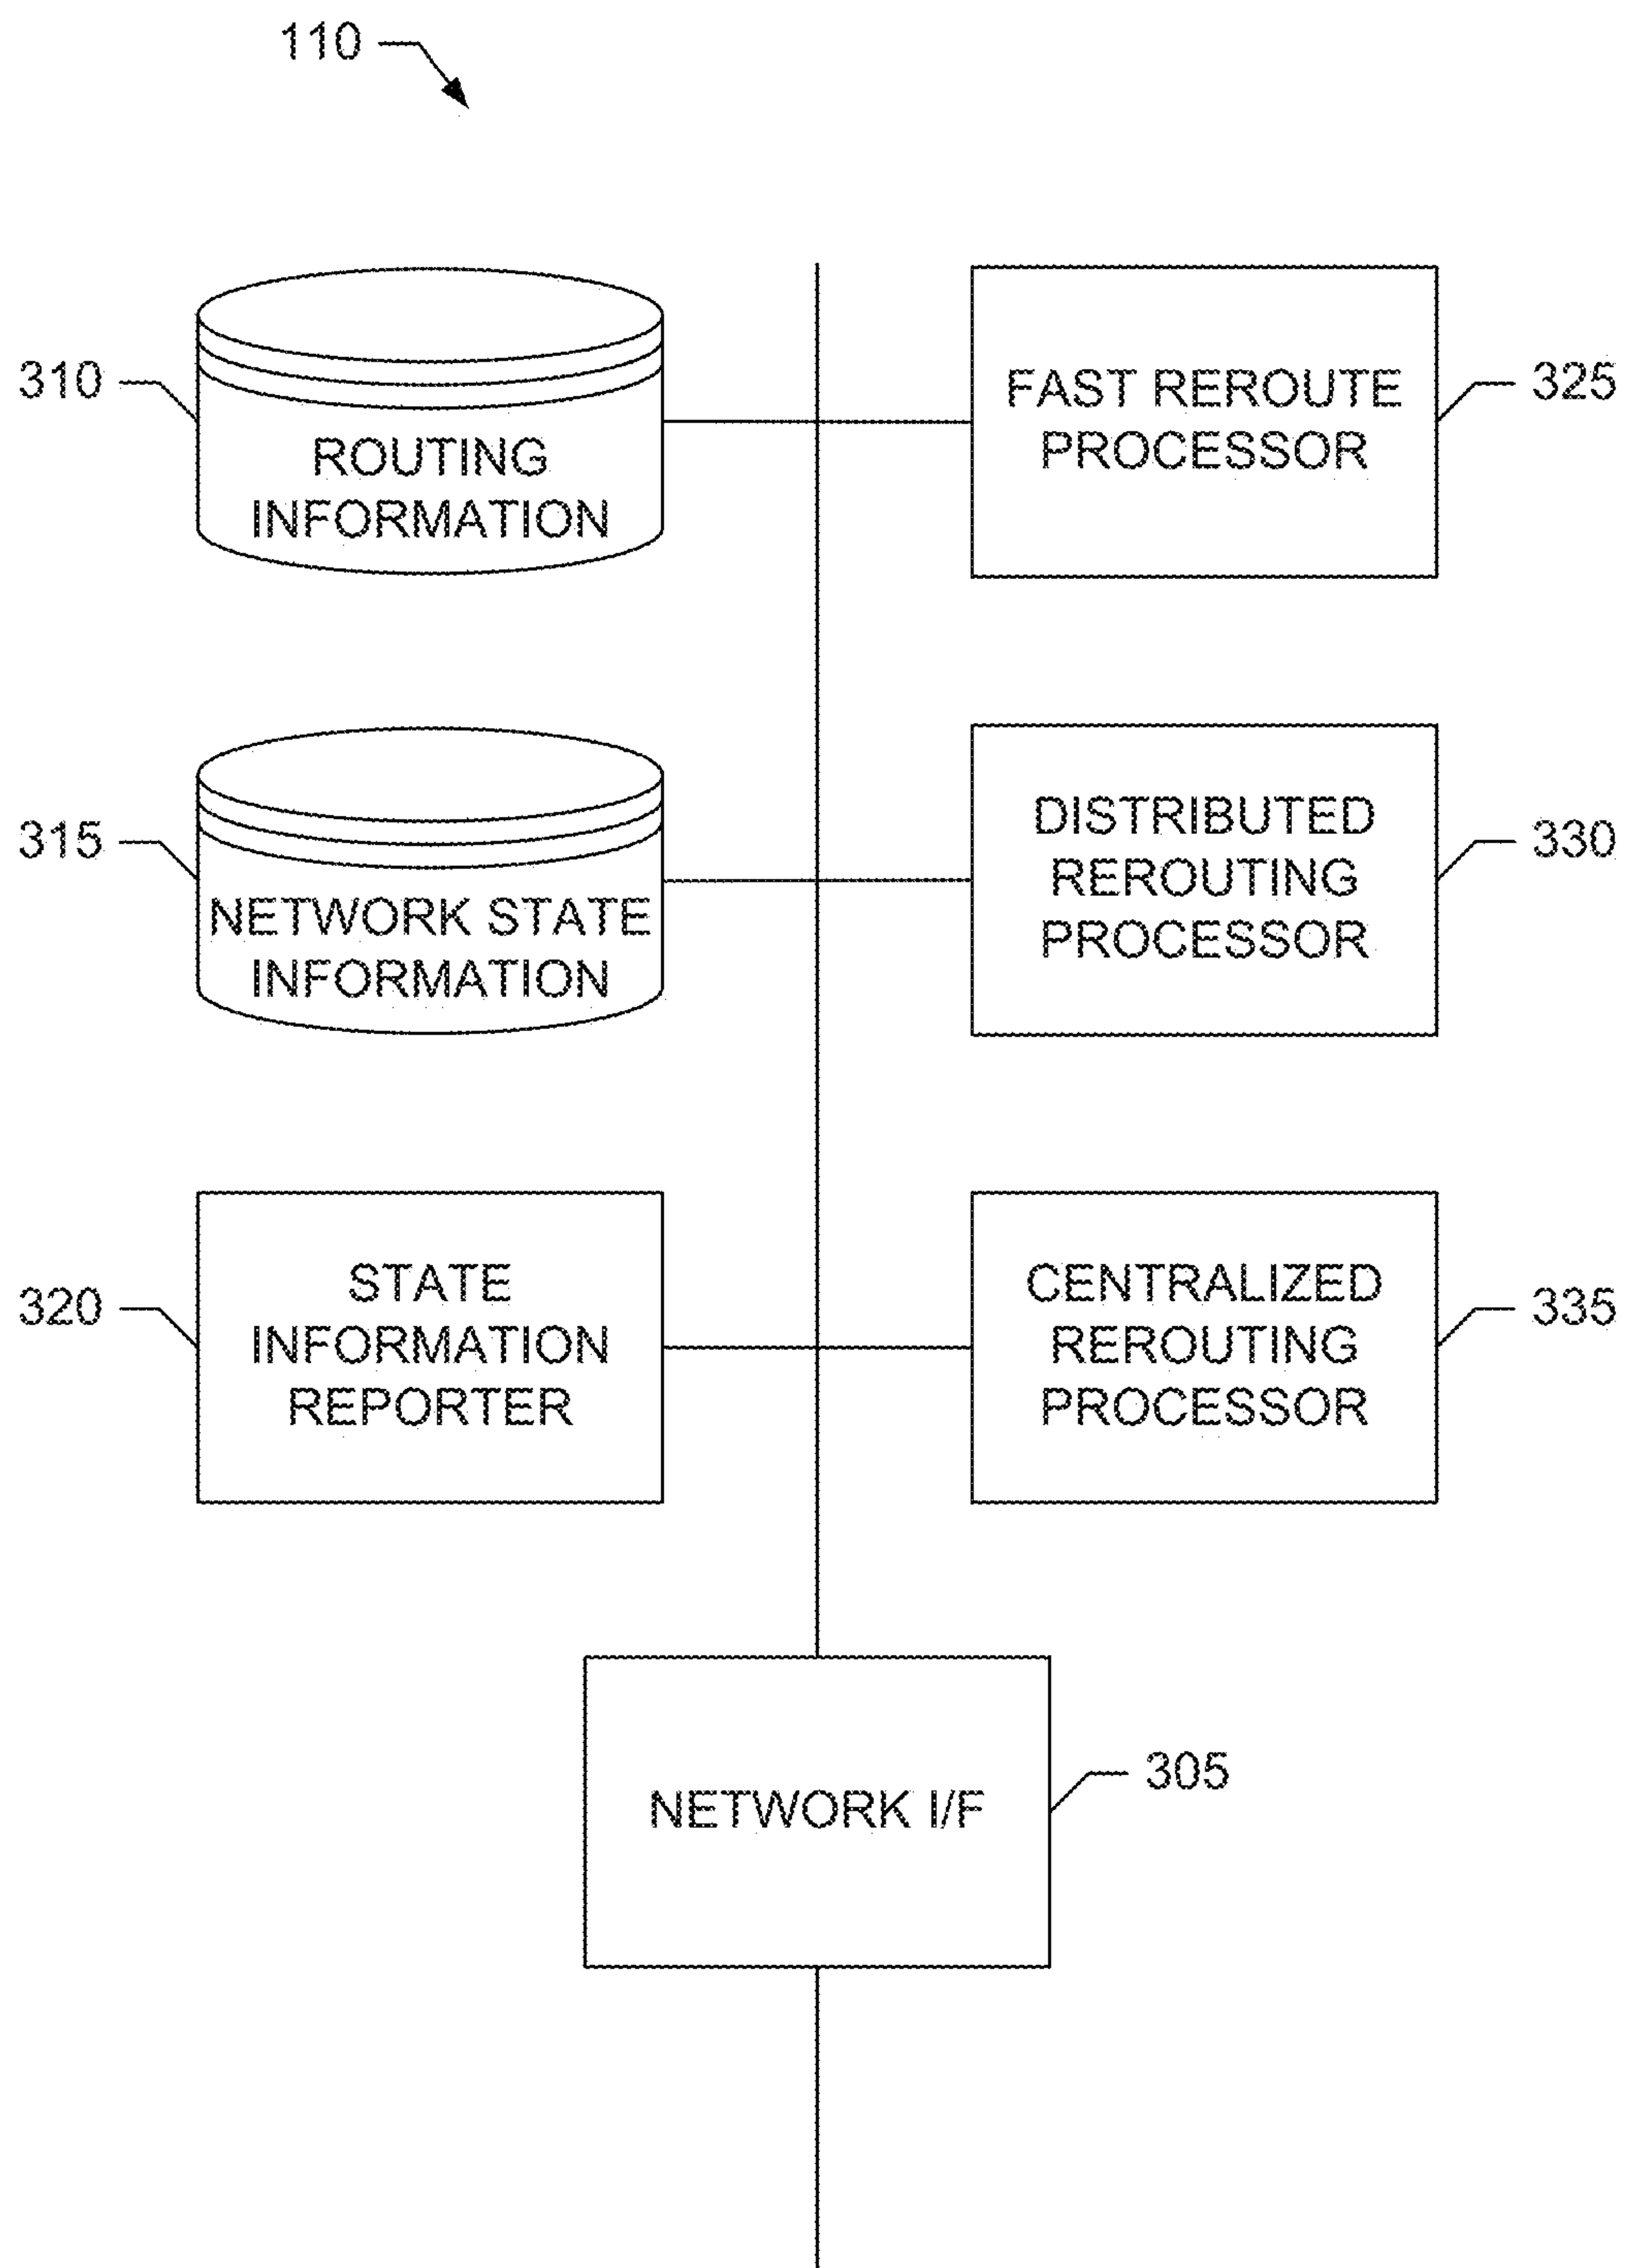 110
310
ROUTING
INFORMATION
FAST REROUTE
PROCESSOR
325
315
NETWORK STATE
INFORMATION
DISTRIBUTED
REROUTING
PROCESSOR
330
320
STATE
INFORMATION
REPORTER
CENTRALIZED
REROUTING
PROCESSOR
335
NETWORK I/F
305